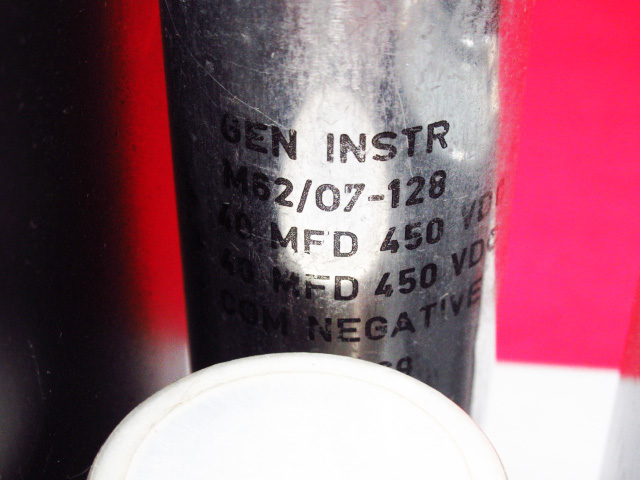 GEN INSTR
M62/07-128
40 MFD 450 VDC
40 MFD 450 VDC
COM NEGATIVE